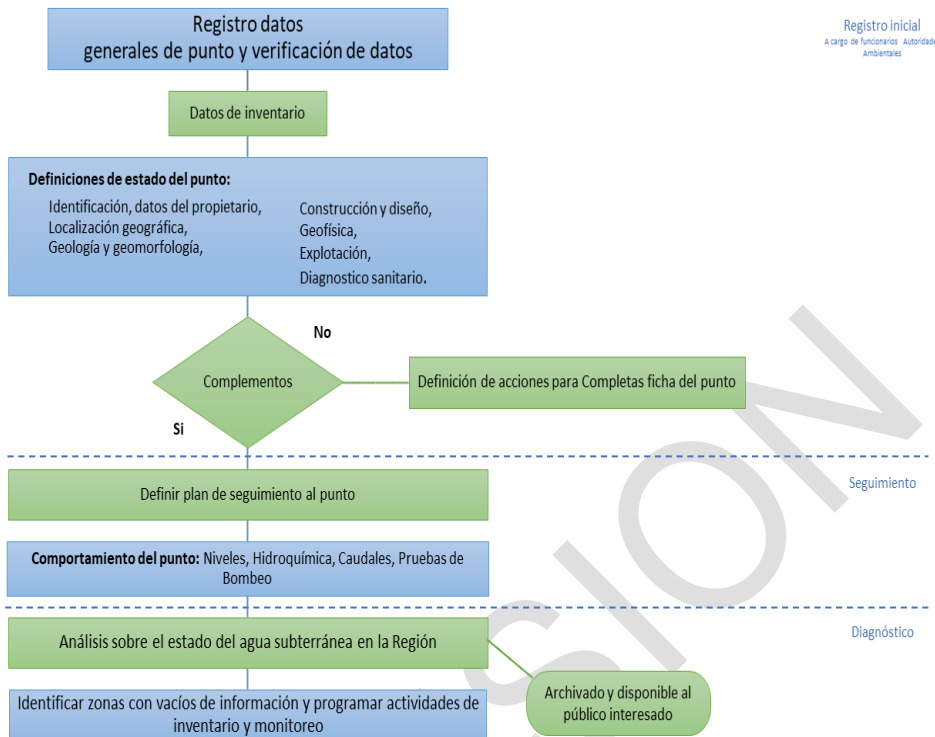 Registro datos
generales de punto y verificación de datos
Registro inicial
A cargo de funcionarios Autoridade
Ambientales
Datos de inventario
Definiciones de estado del punto:
Identificación, datos del propietario,
Localización geográfica,
Geología y geomorfología,
Construcción y diseño,
Geofísica,
Explotación,
Diagnostico sanitario.
No
Complementos
Definición de acciones para Completas ficha del punto
Si
Seguimiento
Definir plan de seguimiento al punto
Comportamiento del punto: Niveles, Hidroquímica, Caudales, Pruebas de
Bombeo
Diagnóstico
Análisis sobre el estado del agua subterránea en la Región
Archivado y disponible al
público interesado
Identificar zonas con vacíos de información y programar actividades de
inventario y monitoreo
SION